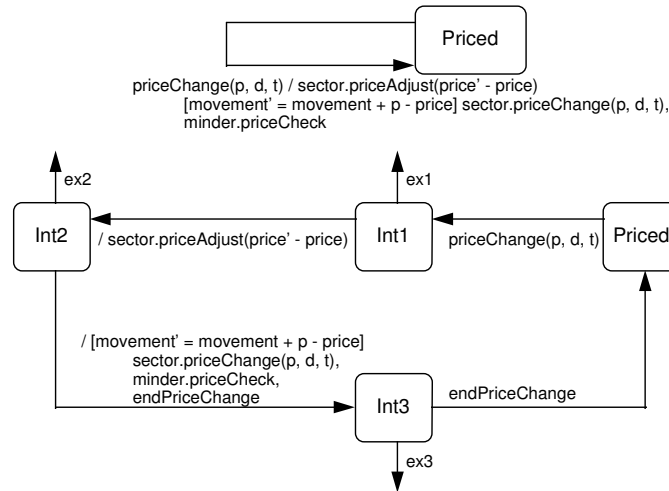 Priced
priceChange(p, d, t) / sector.priceAdjust(price' - price)
[movement' = movement + p - price] sector.priceChange(p, d, t),
minder.priceCheck
ex2
ex1
Int2
Int1
Priced
/ sector.priceAdjust(price' - price)
priceChange(p, d, t)
/ [movement' = movement + p - price]
sector.priceChange(p, d, t),
minder.priceCheck,
endPriceChange
Int3
endPriceChange
ex3